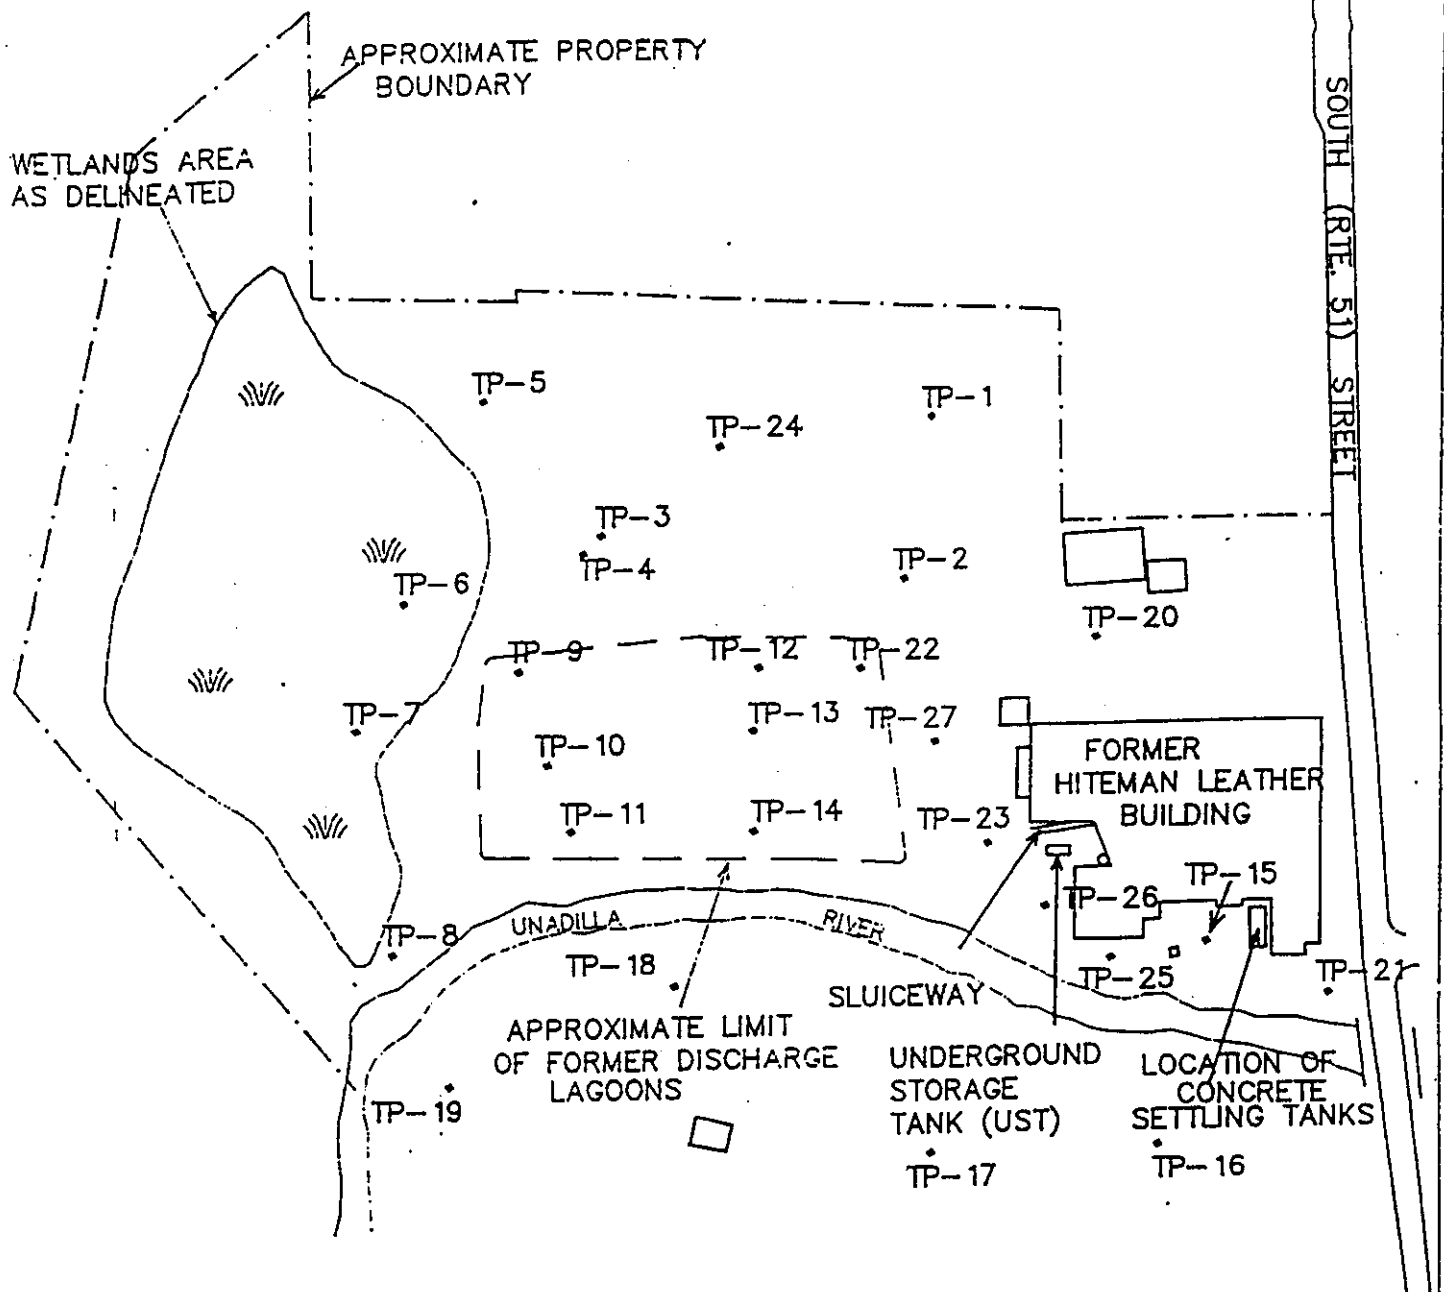 APPROXIMATE PROPERTY
BOUNDARY
WETLANDS AREA
AS DELINEATED
SOUTH (RTE. 51) STREET
TP-5
TP-1
TP-24
TP-3
TP-4
TP-2
TP-6
TP-20
TP-9
TP-12
TP-22
TP-7
TP-13
TP-27
TP-10
FORMER
HITEMAN LEATHER
BUILDING
TP-11
TP-14
TP-23
TP-15
TP-26
UNADILLA
RIVER
TP-8
TP-18
TP-25
TP-21
SLUICEWAY
APPROXIMATE LIMIT
OF FORMER DISCHARGE
LAGOONS
UNDERGROUND
STORAGE
TANK (UST)
LOCATION OF
CONCRETE
SETTLING TANKS
TP-19
TP-17
TP-16